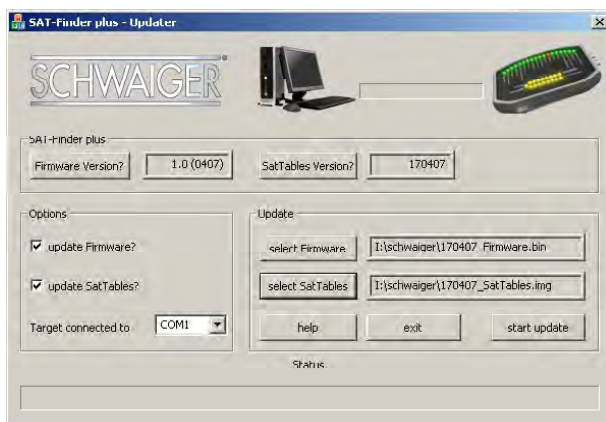 SAT-Finder plus - Updater
SCHWAIGER
SAT-Finder plus
Firmware Version?
1.0 (0407)
SatTables Version?
170407
Options
update Firmware?
update SatTables?
Target connected to
COM1
Update
select Firmware
I:\schwaiger\170407_Firmware.bin
select SatTables
I:\schwaiger\170407_SatTables.img
help
exit
start update
Status